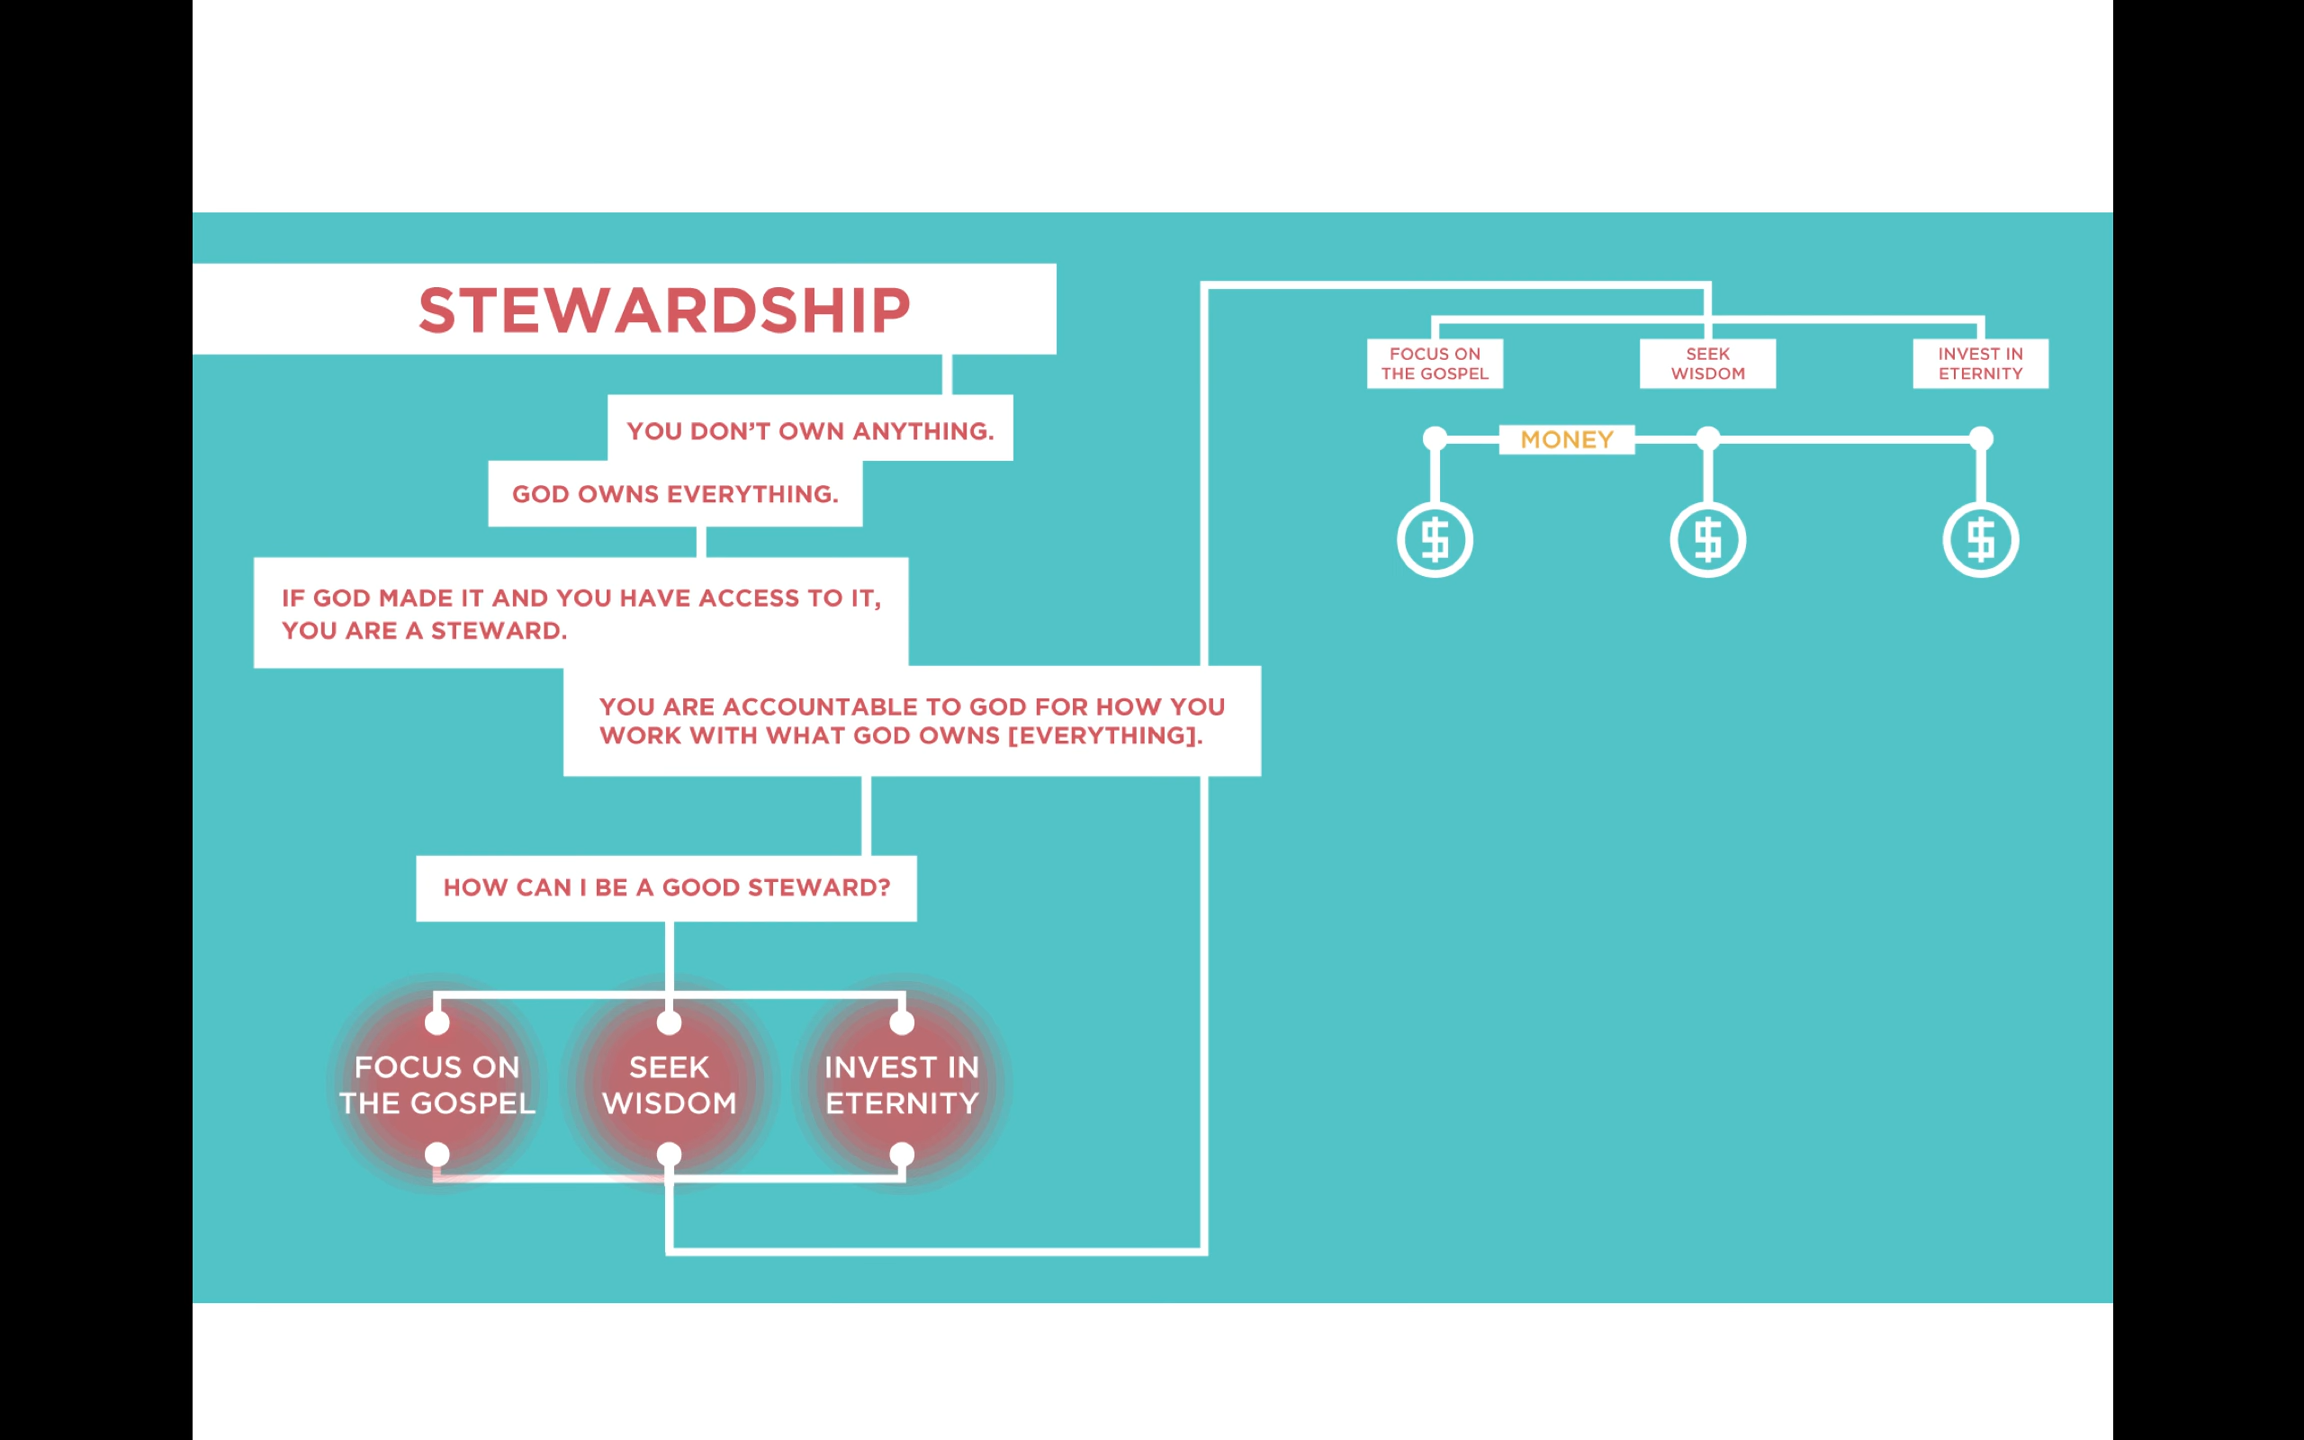 STEWARDSHIP
YOU DON'T OWN ANYTHING.
GOD OWNS EVERYTHING.
IF GOD MADE IT AND YOU HAVE ACCESS TO IT,
YOU ARE A STEWARD.
YOU ARE ACCOUNTABLE TO GOD FOR HOW YOU
WORK WITH WHAT GOD OWNS [EVERYTHING].
HOW CAN I BE A GOOD STEWARD?
FOCUS ON
THE GOSPEL
SEEK
WISDOM
INVEST IN
ETERNITY
FOCUS ON
THE GOSPEL
SEEK
WISDOM
INVEST IN
ETERNITY
MONEY
$ $ $